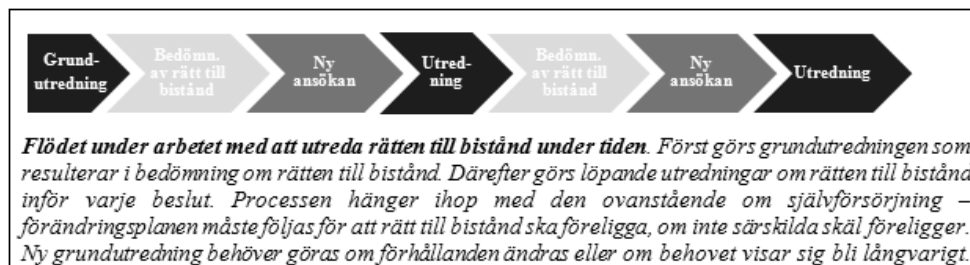 Grund-
utredning
Bedömn.
av rätt till
bistånd
Ny
ansökan
Utred-
ning
Bedömn.
av rätt till
bistånd
Ny
ansökan
Utredning
Flödet under arbetet med att utreda rätten till bistånd under tiden. Först görs grundutredningen som
resulterar i bedömning om rätten till bistånd. Därefter görs löpande utredningar om rätten till bistånd
inför varje beslut. Processen hänger ihop med den ovanstående om självförsörjning –
förändringsplanen måste följas för att rätt till bistånd ska föreligga, om inte särskilda skäl föreligger.
Ny grundutredning behöver göras om förhållanden ändras eller om behovet visar sig bli långvarigt.